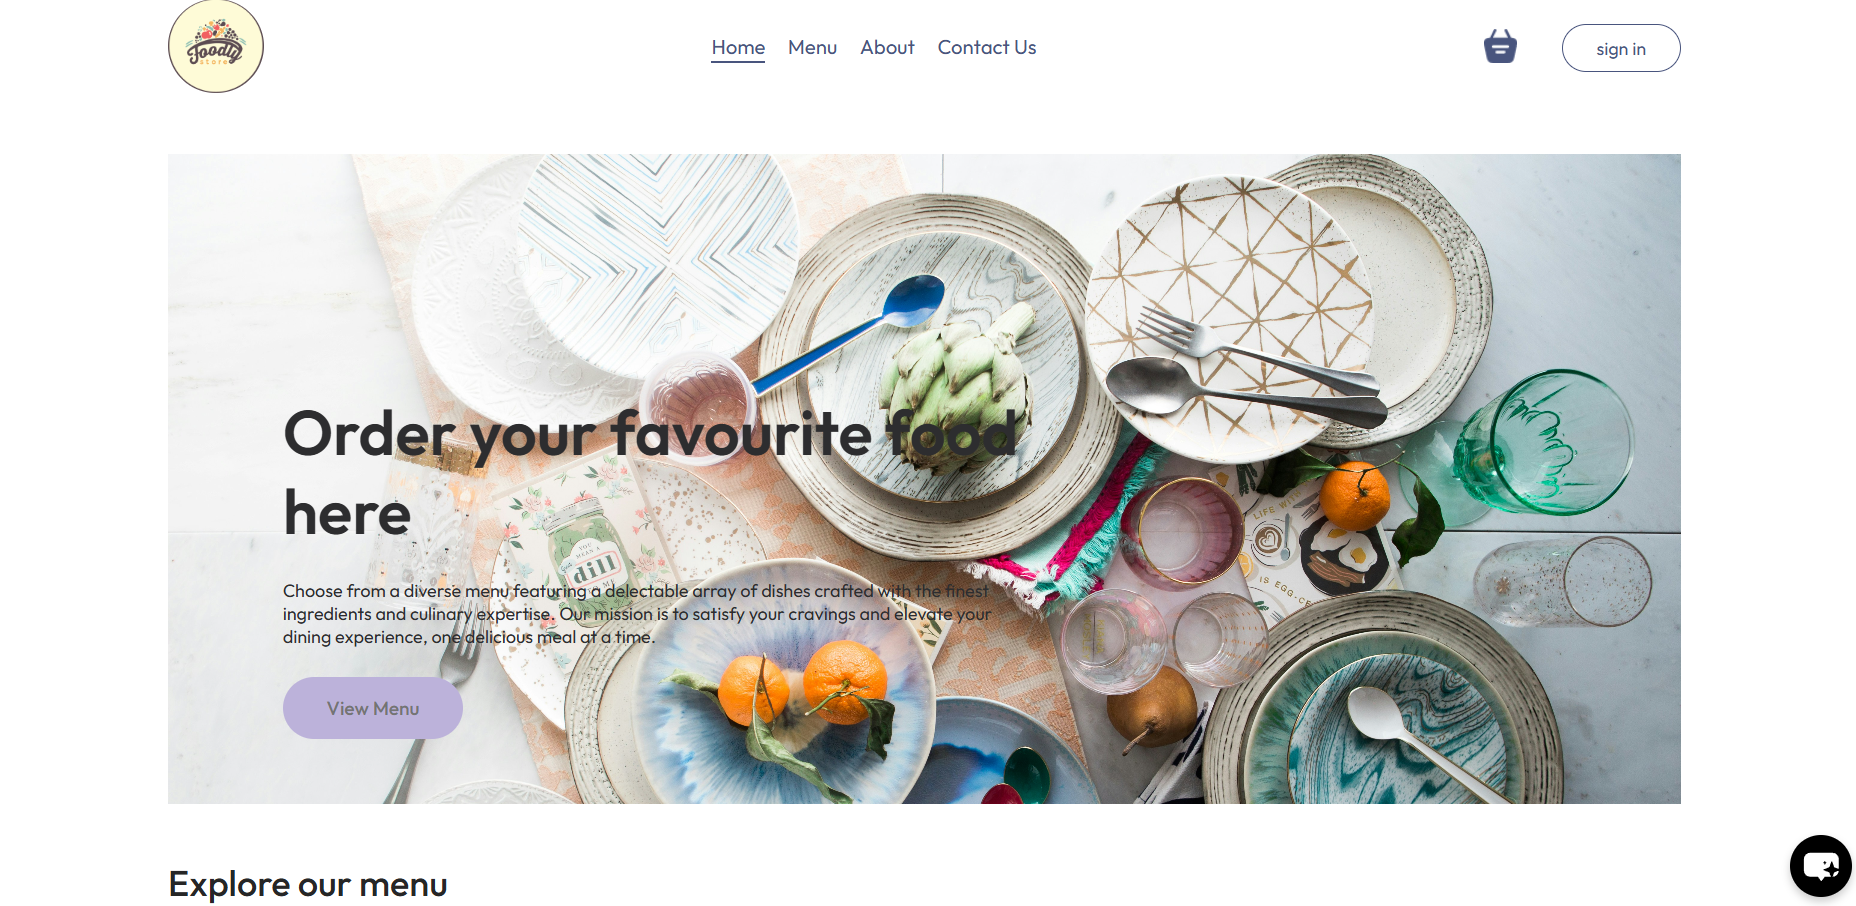 Foodly
store
Home Menu About Contact Us
sign in
Order your favourite food
here
YOU
MEAN A
dill
LIFE W
IS EGG-CE
Choose from a diverse menu featuring a delectable array of dishes crafted with the finest
ingredients and culinary expertise. Our mission is to satisfy your cravings and elevate your
dining experience, one delicious meal at a time.
View Menu
Explore our menu